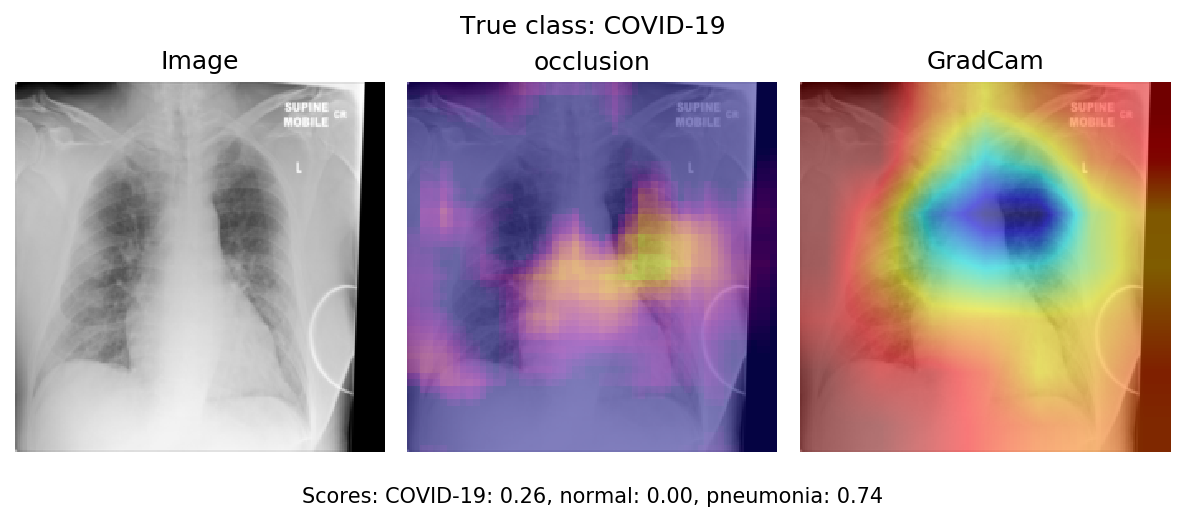 True class: COVID-19
Image
occlusion
GradCam
SUPINE
MOBILE
CR
L
SUPINE
MOBILE
CR
L
SUPINE
MOBILE
CR
L
Scores: COVID-19: 0.26, normal: 0.00, pneumonia: 0.74